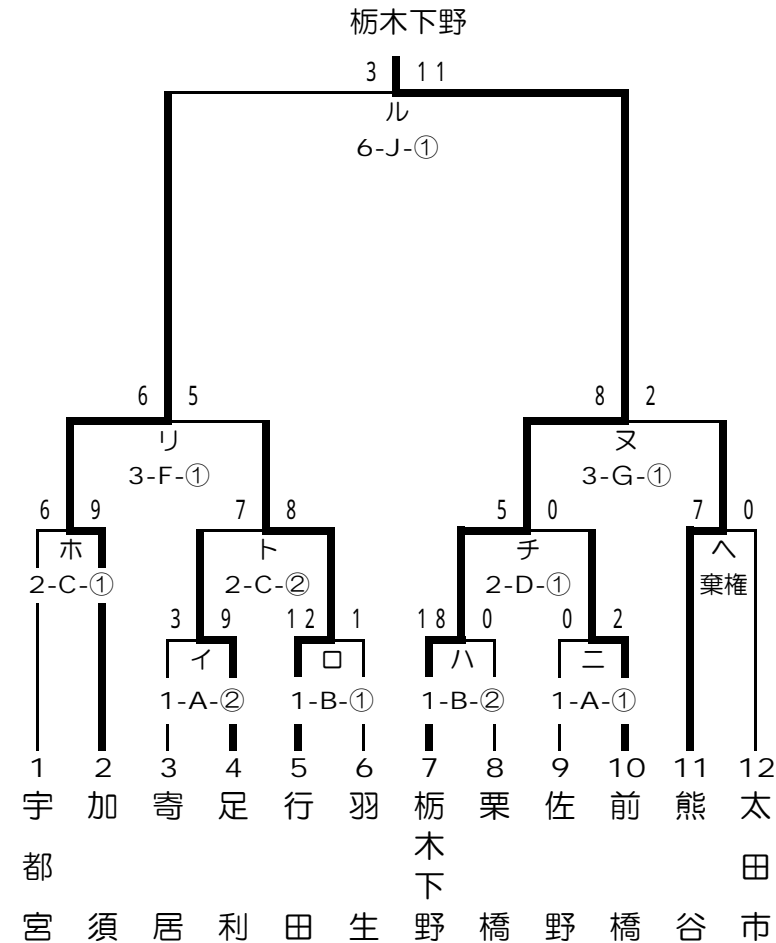 栃木下野
3 11
ル
6-J-①
6 5 8 2
リ ヌ
3-F-① 3-G-①
6 9 7 8 5 0 7 0
ホ ト チ ヘ
2-C-① 2-C-② 2-D-① 棄権
3 9 12 1 18 0 0 2
イ ロ ハ ニ
1-A-② 1-B-① 1-B-② 1-A-①
1 2 3 4 5 6 7 8 9 10 11 12
宇都宮
加須
寄居
足利
行田
羽生
栃木下野
栗橋
佐野
前橋
熊谷
太田市